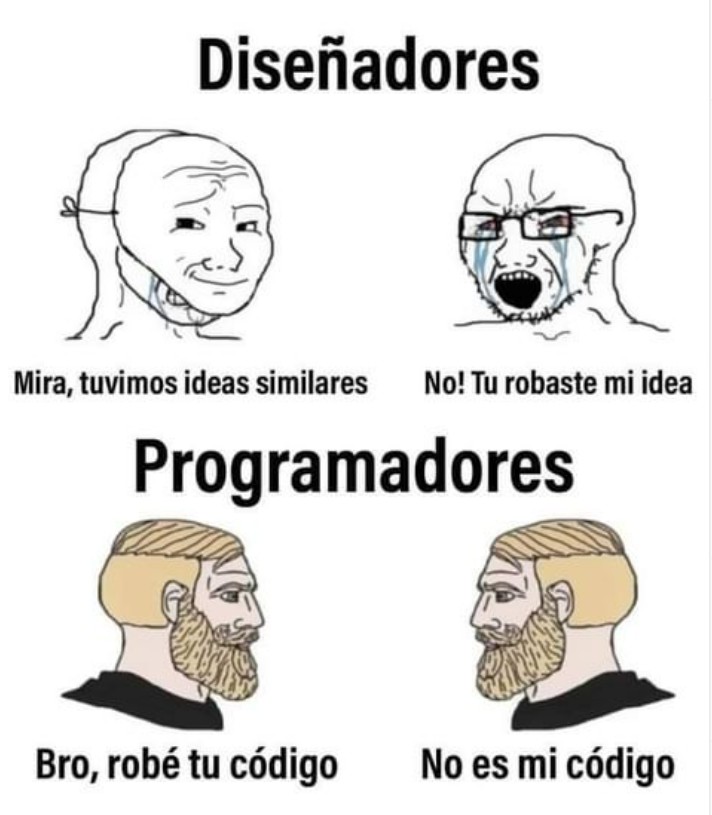 Diseñadores
Mira, tuvimos ideas similares
No! Tu robaste mi idea
Programadores
Bro, robé tu código
No es mi código